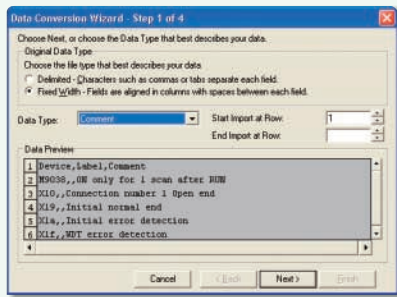 Data Conversion Wizard - Step 1 of 4
Choose Next, or choose the Data Type that best describes your data.
Original Data Type
Choose the file type that best describes your data
Delimited - Characters such as commas or tabs separate each field.
Fixed Width - Fields are aligned in columns with spaces between each field.
Data Type: Comment Start Import at Row: 1
End Import at Row:
Data Preview
1 Device,Label,Comment
2 M9038,,ON only for 1 scan after RUN
3 X10,,Connection number 1 Open end
4 X19,,Initial normal end
5 X1a,,Initial error detection
6 X1f,,WDT error detection
Cancel < Back Next > Finish